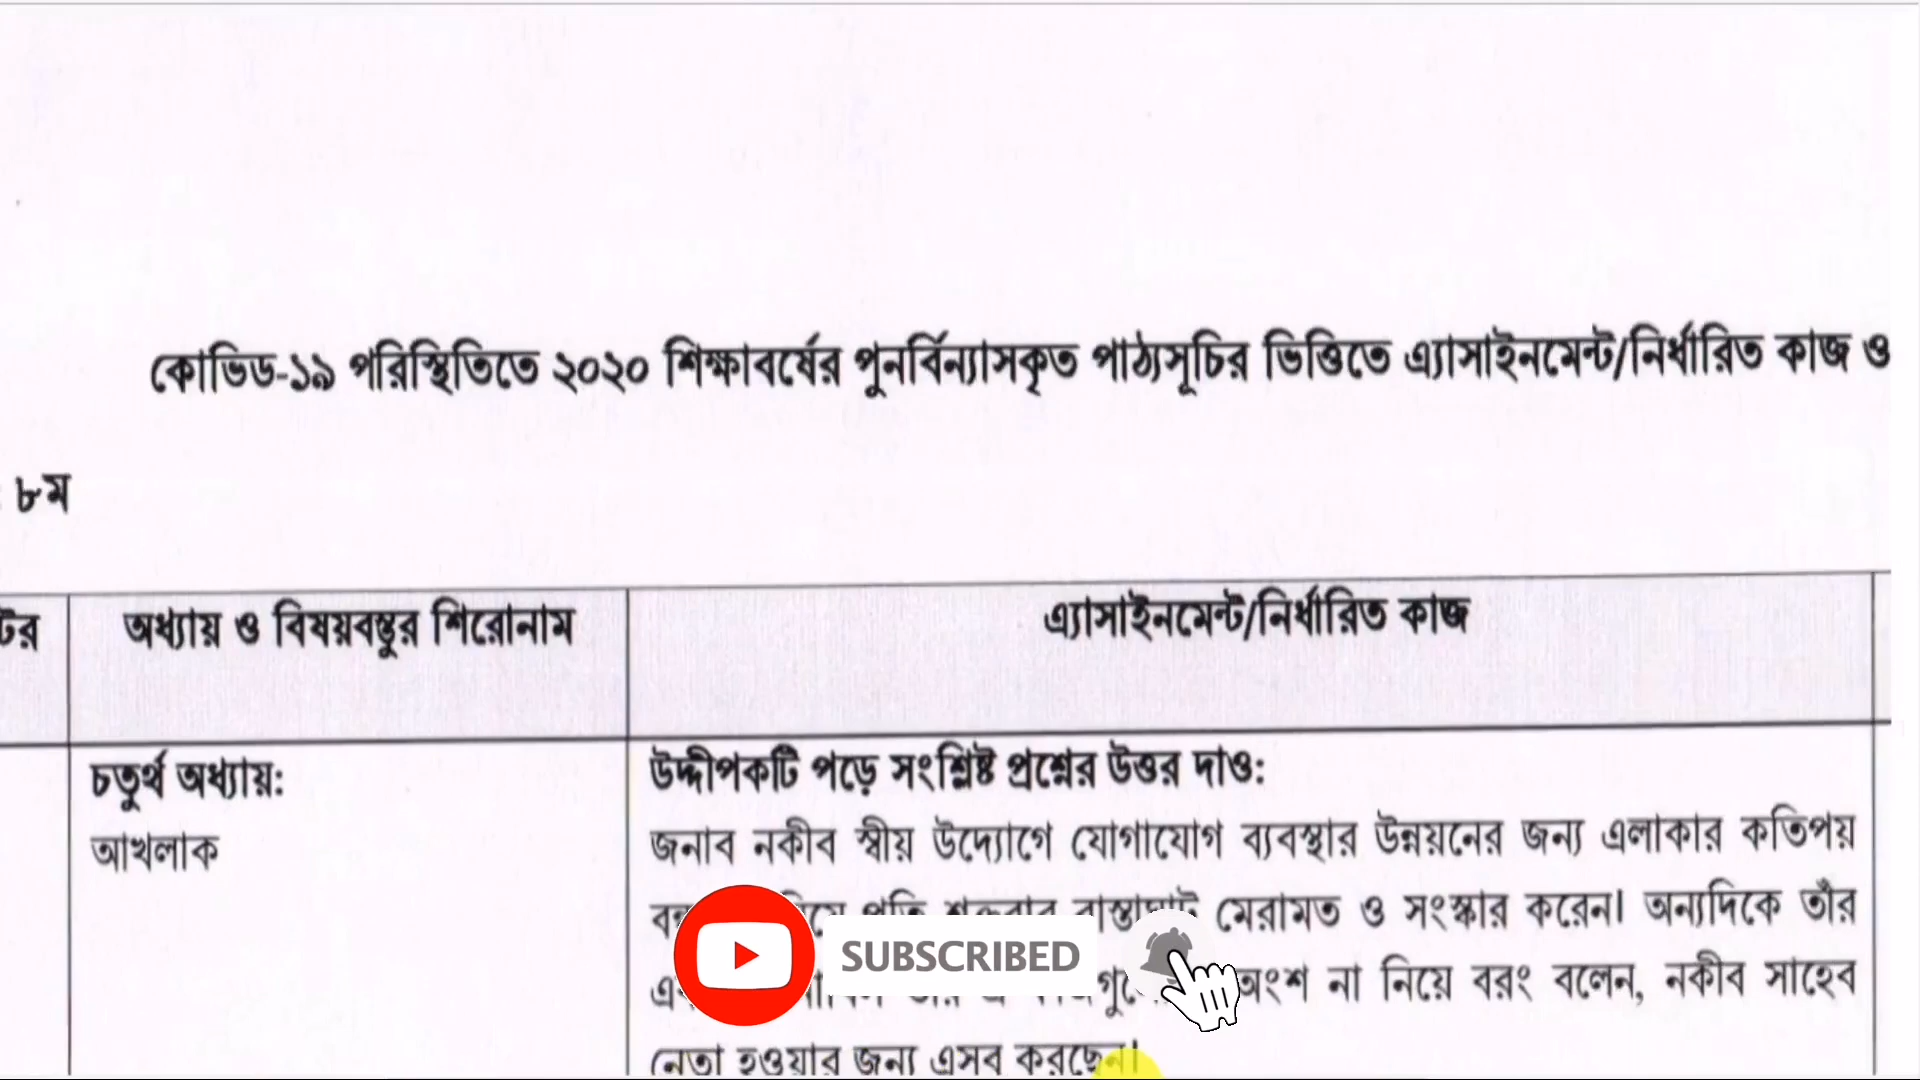 কোভিড-১৯ পরিস্থিতিতে ২০২০ শিক্ষাবর্ষের পুনর্বিন্যাসকৃত পাঠ্যসূচির ভিত্তিতে এ্যাসাইনমেন্ট/নির্ধারিত কাজ ও
৮ম
টের
অধ্যায় ও বিষয়বস্তুর শিরোনাম
এ্যাসাইনমেন্ট/নির্ধারিত কাজ
চতুর্থ অধ্যায়:
আখলাক
উদ্দীপকটি পড়ে সংশ্লিষ্ট প্রশ্নের উত্তর দাও:
জনাব নকীব স্বীয় উদ্যোগে যোগাযোগ ব্যবস্থার উন্নয়নের জন্য এলাকার কতিপয়
প্রতি শুক্রবার রাস্তাঘাট মেরামত ও সংস্কার করেন। অন্যদিকে তাঁর
অংশ না নিয়ে বরং বলেন, নকীব সাহেব
নেতা হওয়ার জন্য এসব করছেন।
SUBSCRIBED